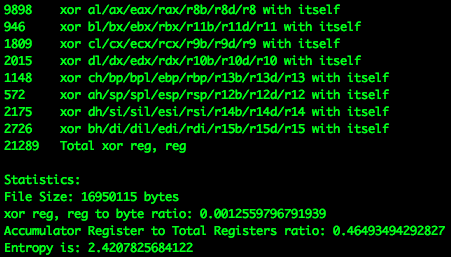 9898 xor al/ax/eax/rax/r8b/r8d/r8 with itself
946 xor bl/bx/ebx/rbx/r11b/r11d/r11 with itself
1809 xor cl/cx/ecx/rcx/r9b/r9d/r9 with itself
2015 xor dl/dx/edx/rdx/r10b/r10d/r10 with itself
1148 xor ch/bp/bpl/ebp/rbp/r13b/r13d/r13 with itself
572 xor ah/sp/spl/esp/rsp/r12b/r12d/r12 with itself
2175 xor dh/si/sil/esi/rsi/r14b/r14d/r14 with itself
2726 xor bh/di/dil/edi/rdi/r15b/r15d/r15 with itself
21289 Total xor reg, reg
Statistics:
File Size: 16950115 bytes
xor reg, reg to byte ratio: 0.0012559796791939
Accumulator Register to Total Registers ratio: 0.46493494292827
Entropy is: 2.4207825684122